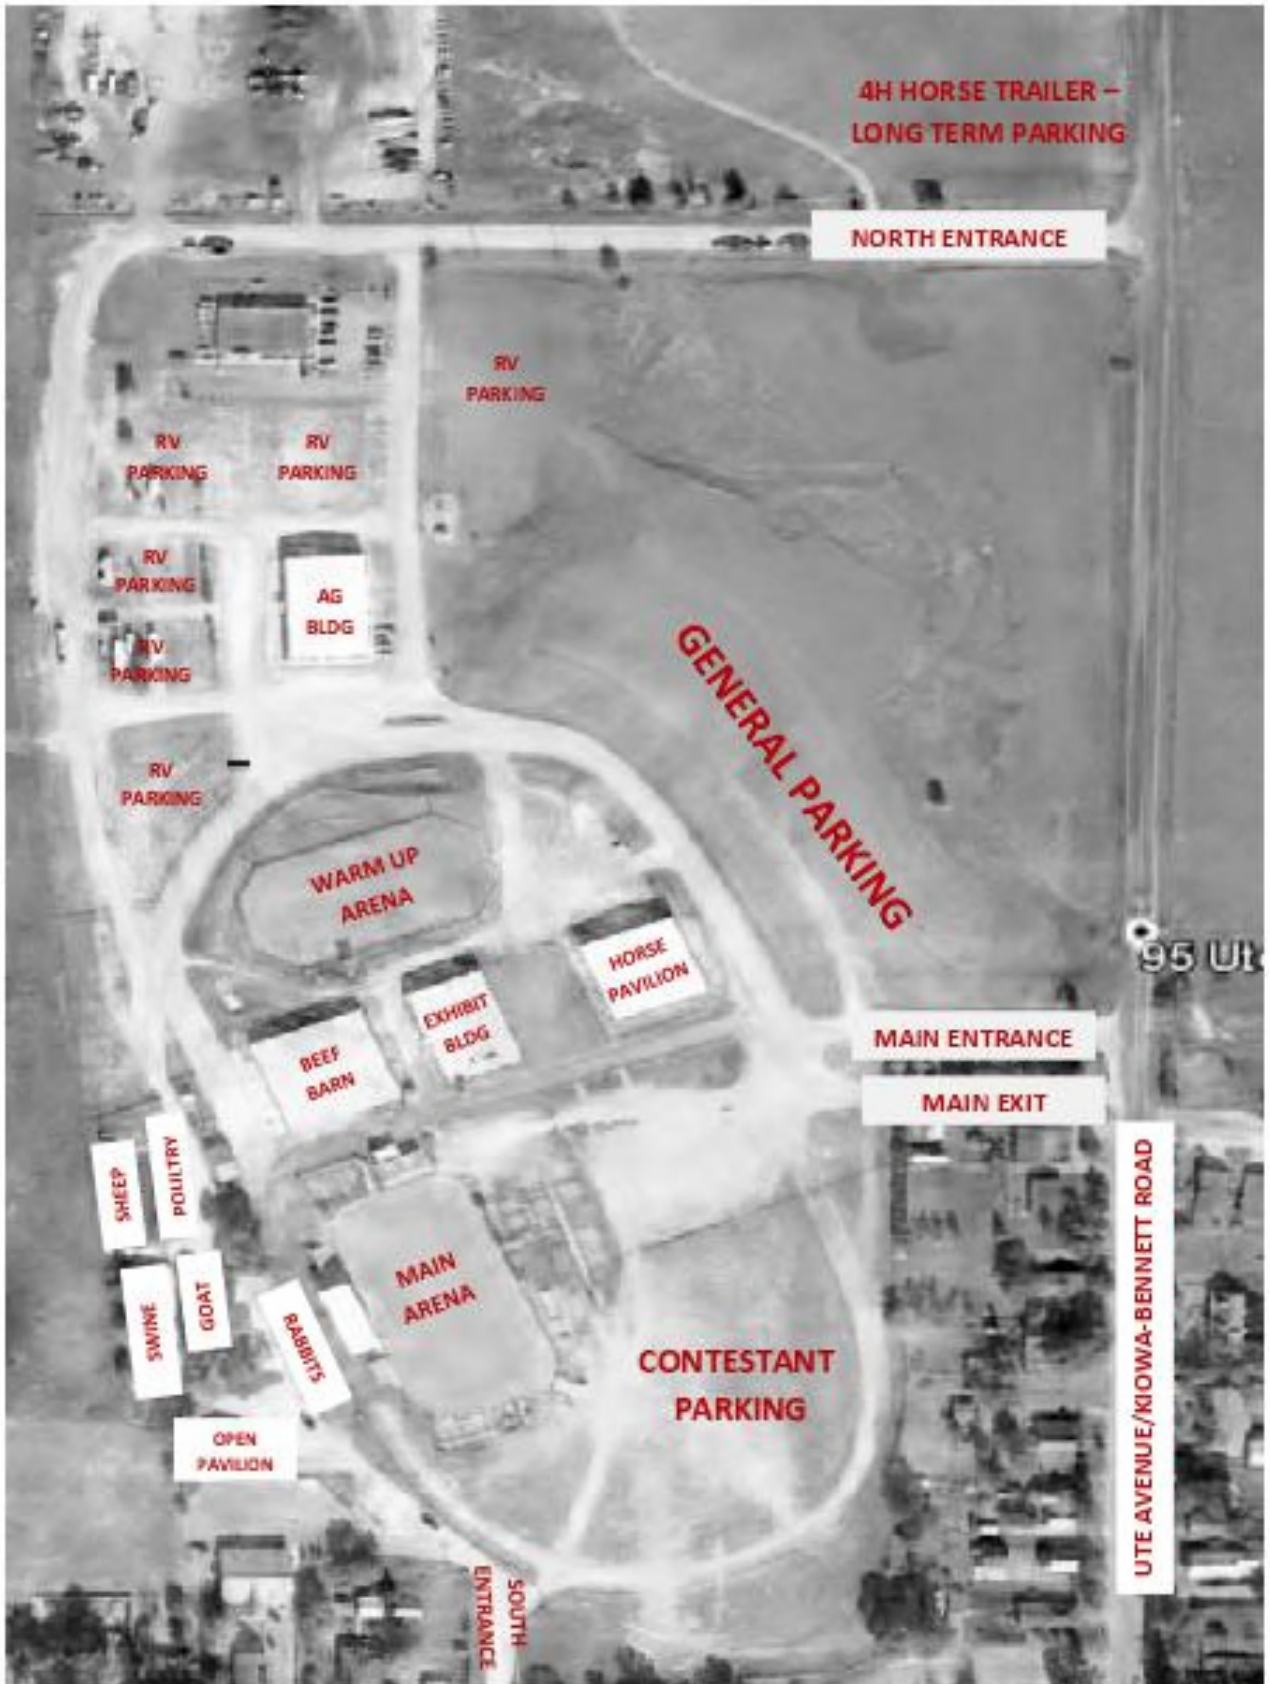 4H HORSE TRAILER –
LONG TERM PARKING
NORTH ENTRANCE
RV
PARKING
RV
PARKING
RV
PARKING
RV
PARKING
AG
BLDG
RV
PARKING
GENERAL PARKING
RV
PARKING
WARM UP
ARENA
HORSE
PAVILION
95 Ut
EXHIBIT
BLDG
MAIN ENTRANCE
BEEF
BARN
MAIN EXIT
SHEEP
POULTRY
UTE AVENUE/KIOWA-BENNETT ROAD
MAIN
ARENA
SWINE
GOAT
RABBITS
CONTESTANT
PARKING
OPEN
PAVILION
SOUTH
ENTRANCE